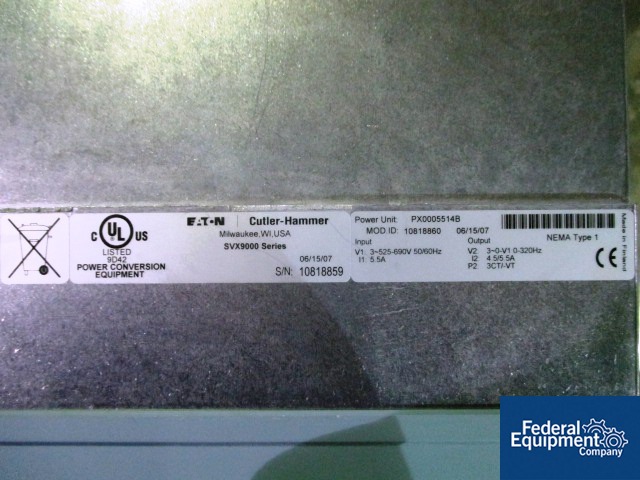 C UL US
LISTED
9D42
POWER CONVERSION
EQUIPMENT
EATON Cutler-Hammer
Milwaukee,WI,USA
SVX9000 Series
06/15/07
S/N: 10818859
Power Unit: PX0005514B
MOD.ID: 10818860 06/15/07
Input
V1: 3~525-690V 50/60Hz
I1: 5.5A
Output
V2: 3~0-V1 0-320Hz
I2: 4.5/5.5A
P2: 3CT/-VT
NEMA Type 1
CE
Made in Finland
Federal
Equipment
Company